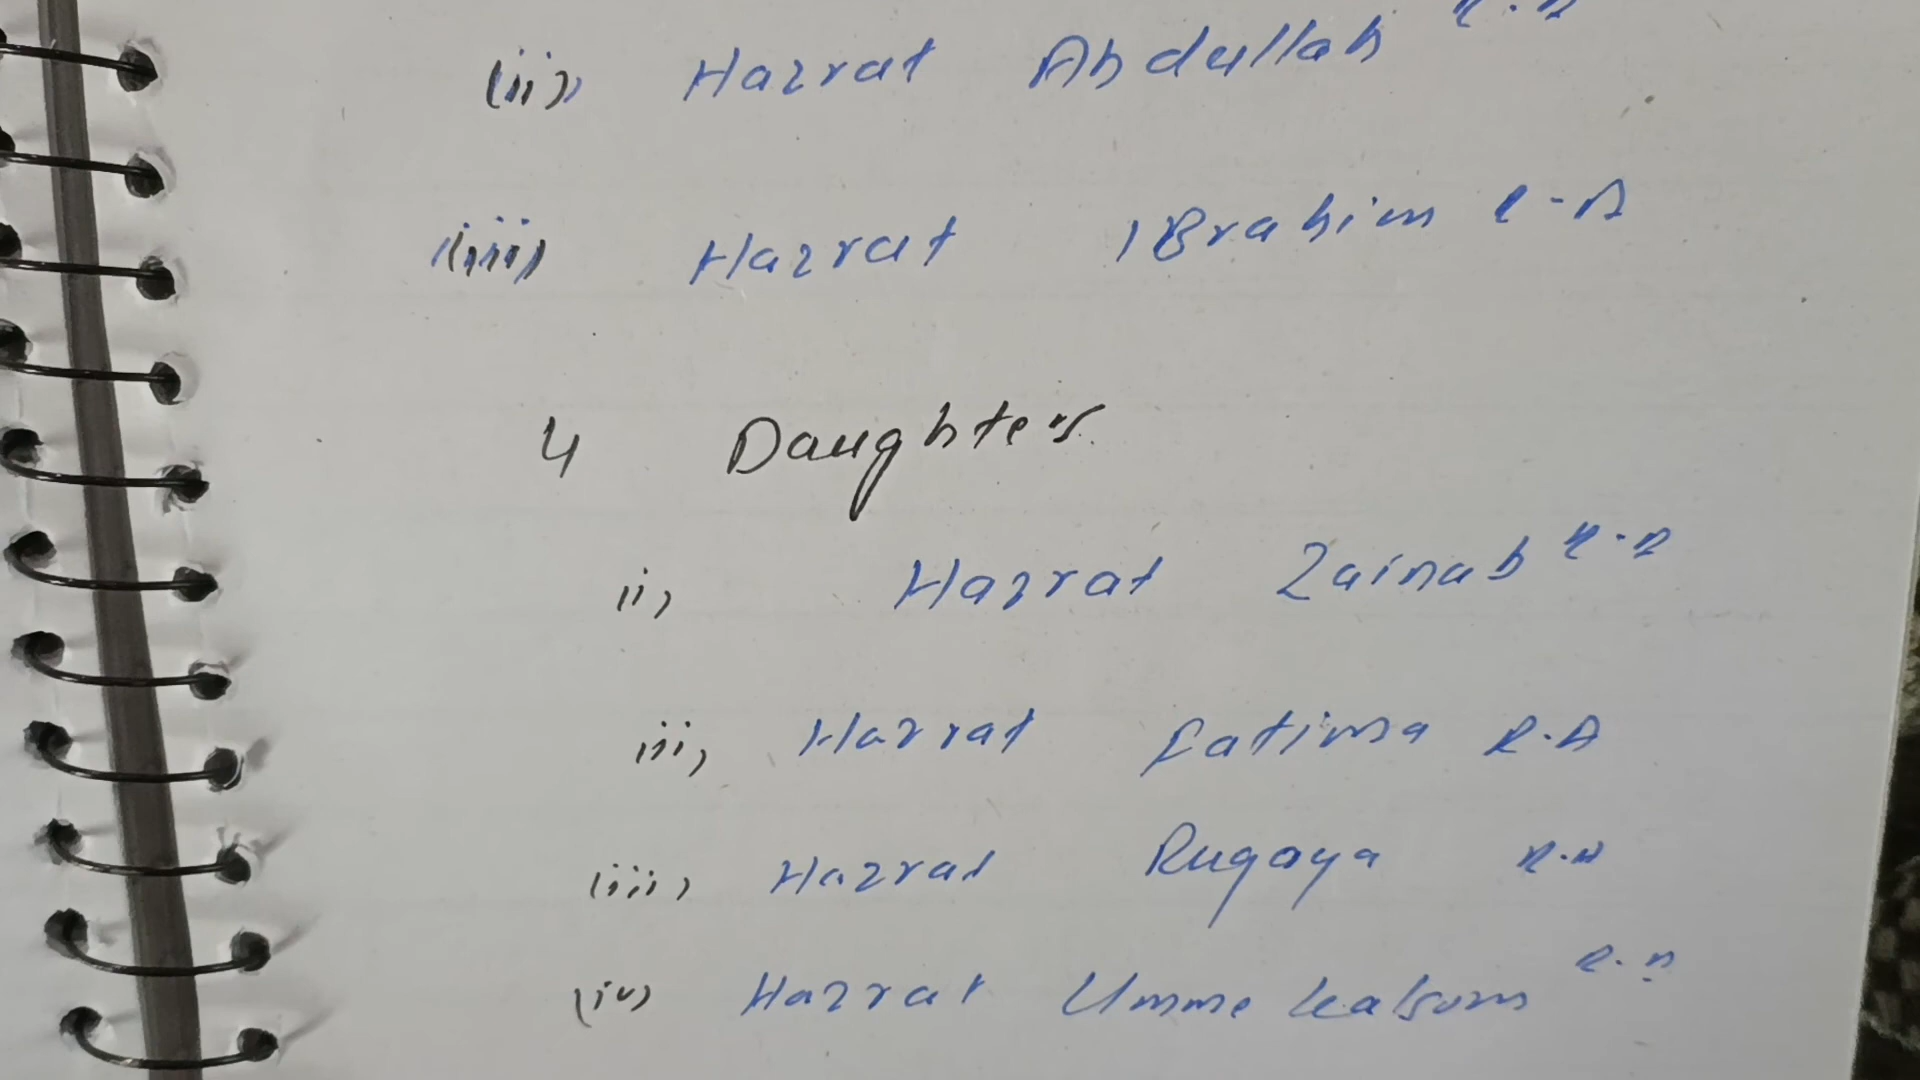 (ii) Hazrat Abdullah R.A
(iii) Hazrat IBrahim R-A
4 Daughters
i), Hazrat Zainab R.A
ii), Hazrat fatima R.A
(iii) Hazrat Ruqaya R.A
(iv) Hazrat Umme kalsum R.A